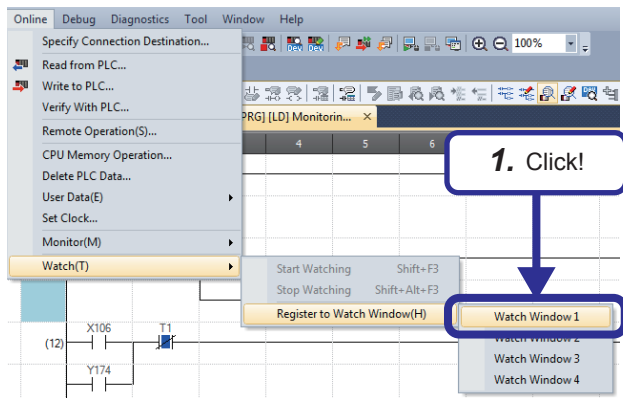 Online Debug Diagnostics Tool Window Help
Specify Connection Destination...
100%
Read from PLC...
Write to PLC...
Verify With PLC...
PRG] [LD] Monitorin... ×
Remote Operation(S)...
4 5 6
CPU Memory Operation...
Delete PLC Data...
User Data(E)
Set Clock...
Monitor(M)
Watch(T)
1. Click!
Start Watching Shift+F3
Stop Watching Shift+Alt+F3
Register to Watch Window(H)
Watch Window 1
Watch Window 2
Watch Window 3
Watch Window 4
X106 T1
(12)
Y174